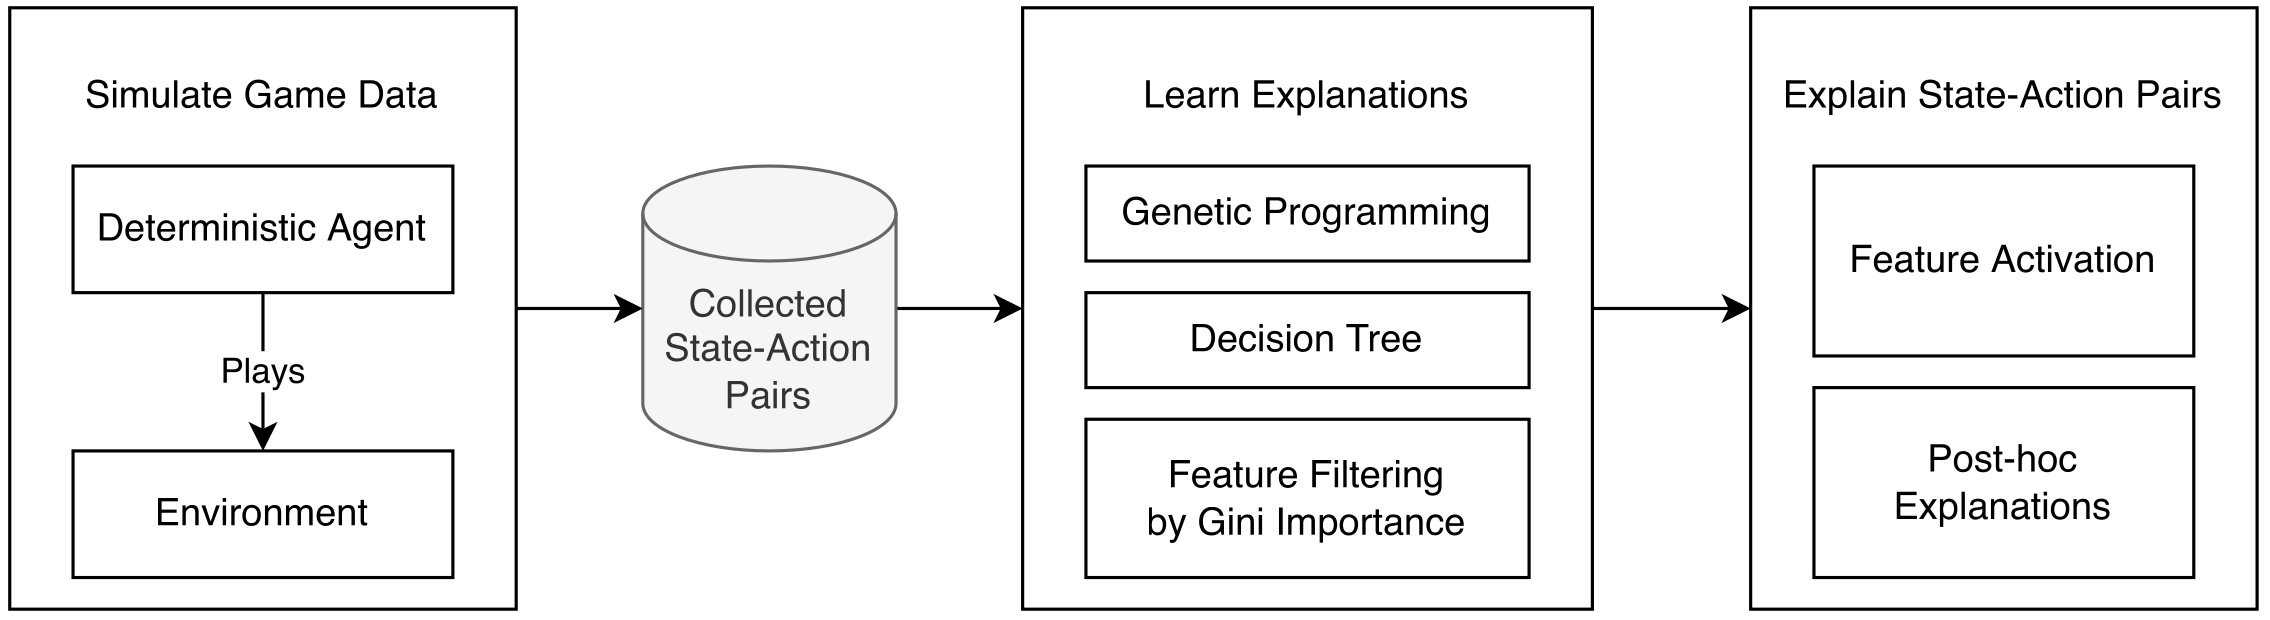 Simulate Game Data
Deterministic Agent
Plays
Environment
Collected
State-Action
Pairs
Learn Explanations
Genetic Programming
Decision Tree
Feature Filtering
by Gini Importance
Explain State-Action Pairs
Feature Activation
Post-hoc
Explanations